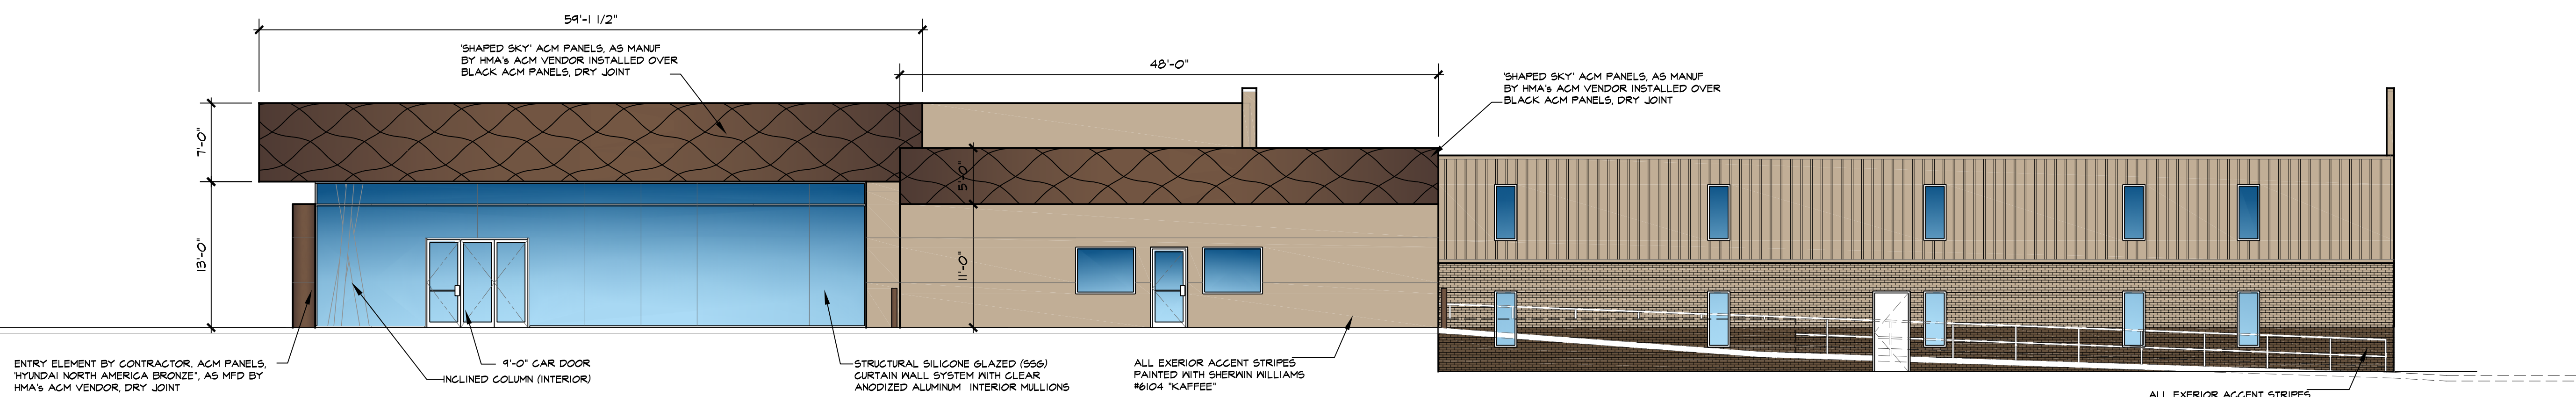 59'-1 1/2"
'SHAPED SKY' ACM PANELS, AS MANUF
BY HMA's ACM VENDOR INSTALLED OVER
BLACK ACM PANELS, DRY JOINT
48'-0"
'SHAPED SKY' ACM PANELS, AS MANUF
BY HMA's ACM VENDOR INSTALLED OVER
BLACK ACM PANELS, DRY JOINT
7'-0"
5'-0"
13'-0"
11'-0"
ENTRY ELEMENT BY CONTRACTOR. ACM PANELS,
'HYUNDAI NORTH AMERICA BRONZE", AS MFD BY
HMA's ACM VENDOR, DRY JOINT
9'-0" CAR DOOR
INCLINED COLUMN (INTERIOR)
STRUCTURAL SILICONE GLAZED (SSG)
CURTAIN WALL SYSTEM WITH CLEAR
ANODIZED ALUMINUM INTERIOR MULLIONS
ALL EXERIOR ACCENT STRIPES
PAINTED WITH SHERWIN WILLIAMS
#6104 "KAFFEE"
ALL EXERIOR ACCENT STRIPES